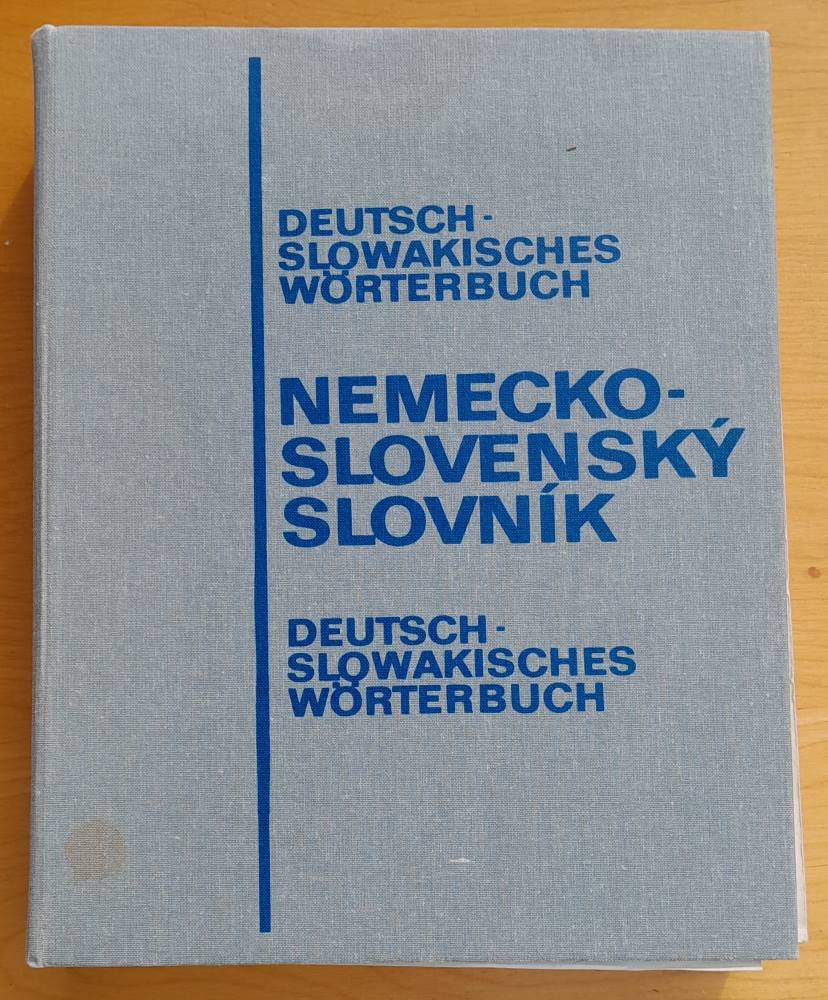 DEUTSCH-
SLOWAKISCHES
WÖRTERBUCH
NEMECKO-
SLOVENSKÝ
SLOVNÍK
DEUTSCH-
SLOWAKISCHES
WÖRTERBUCH